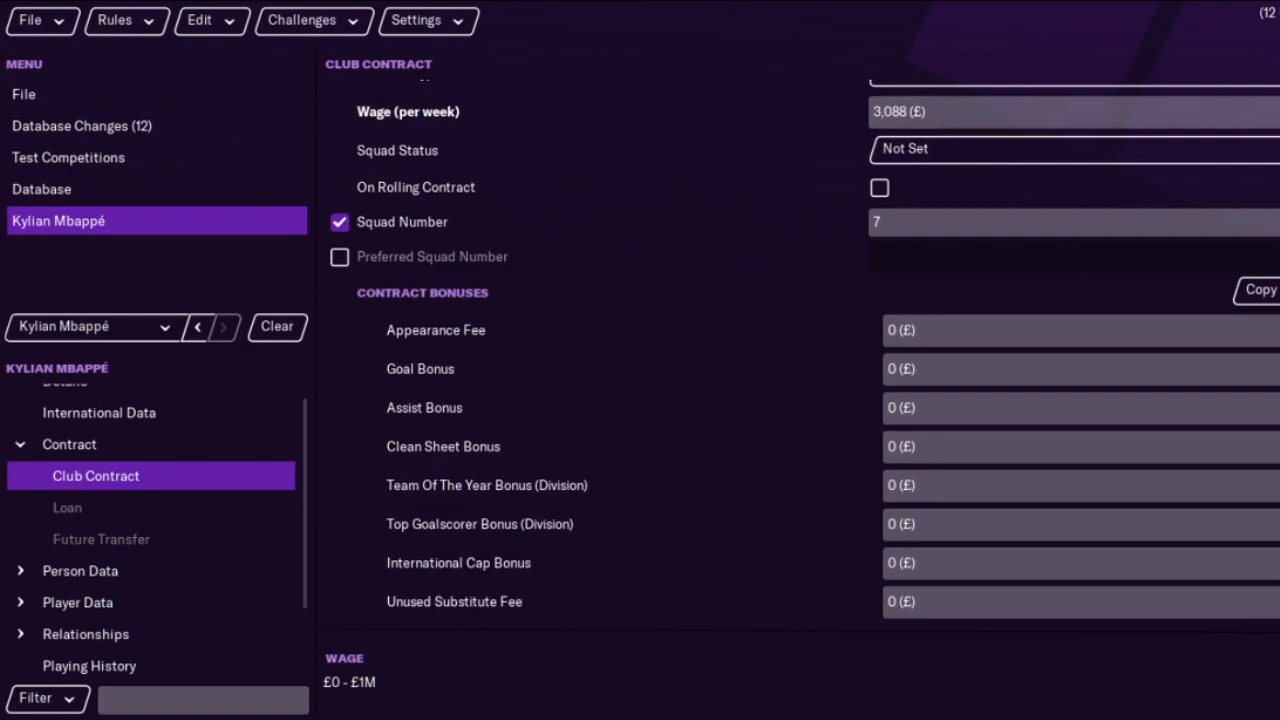 File Rules Edit Challenges Settings (12
MENU
File
Database Changes (12)
Test Competitions
Database
Kylian Mbappé
Kylian Mbappé Clear
KYLIAN MBAPPÉ
International Data
Contract
Club Contract
Loan
Future Transfer
Person Data
Player Data
Relationships
Playing History
Filter
CLUB CONTRACT
Wage (per week) 3,088 (£)
Squad Status Not Set
On Rolling Contract
Squad Number 7
Preferred Squad Number
CONTRACT BONUSES Copy
Appearance Fee 0 (£)
Goal Bonus 0 (£)
Assist Bonus 0 (£)
Clean Sheet Bonus 0 (£)
Team Of The Year Bonus (Division) 0 (£)
Top Goalscorer Bonus (Division) 0 (£)
International Cap Bonus 0 (£)
Unused Substitute Fee 0 (£)
WAGE
£0 - £1M